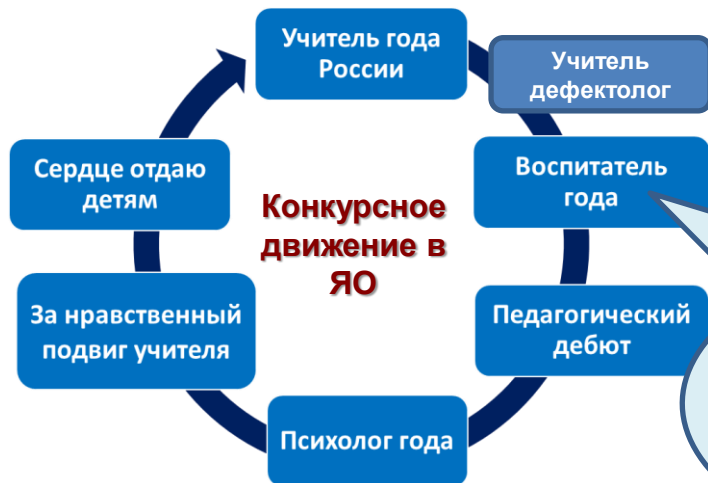 Учитель года
России
Учитель
дефектолог
Воспитатель
года
Педагогический
дебют
Психолог года
За нравственный
подвиг учителя
Сердце отдаю
детям
Конкурсное
движение в
ЯО